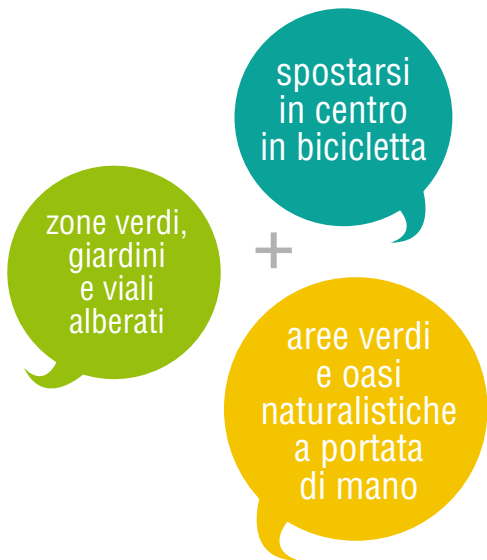 spostarsi
in centro
in bicicletta
zone verdi,
giardini
e viali
alberati
+
aree verdi
e oasi
naturalistiche
a portata
di mano